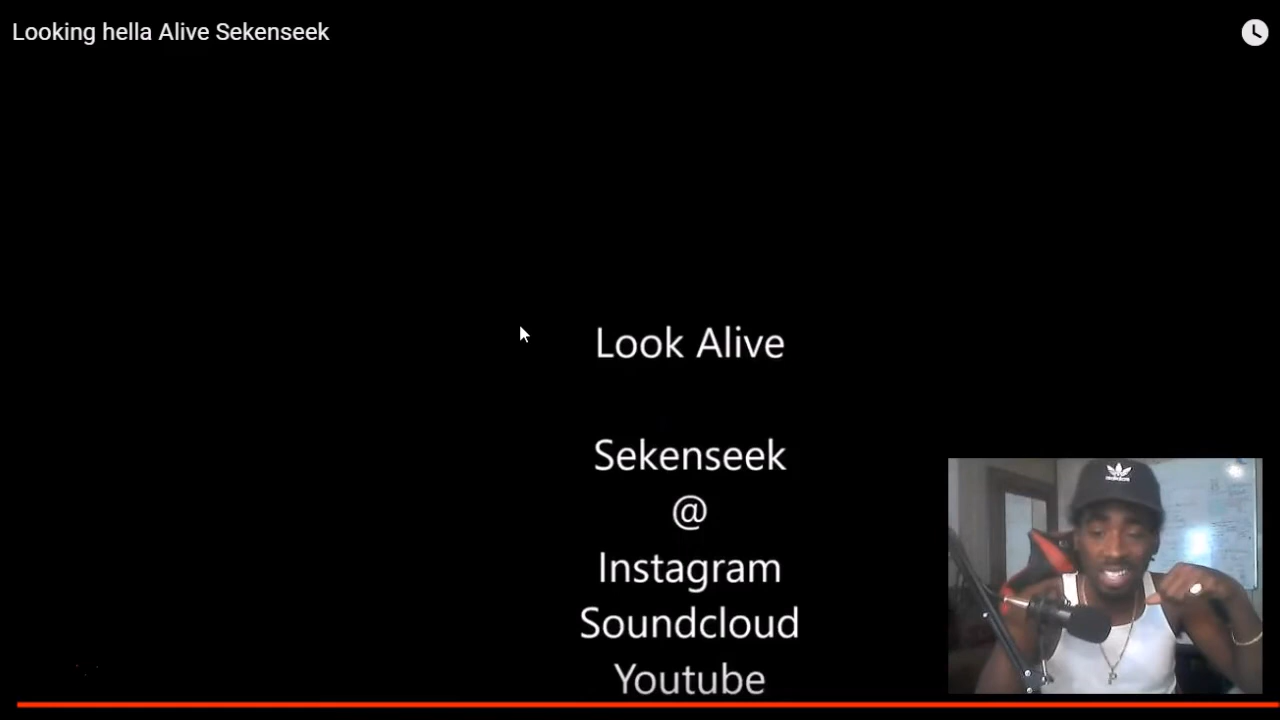 Looking hella Alive Sekenseek
Look Alive
Sekenseek
@
Instagram
Soundcloud
Youtube